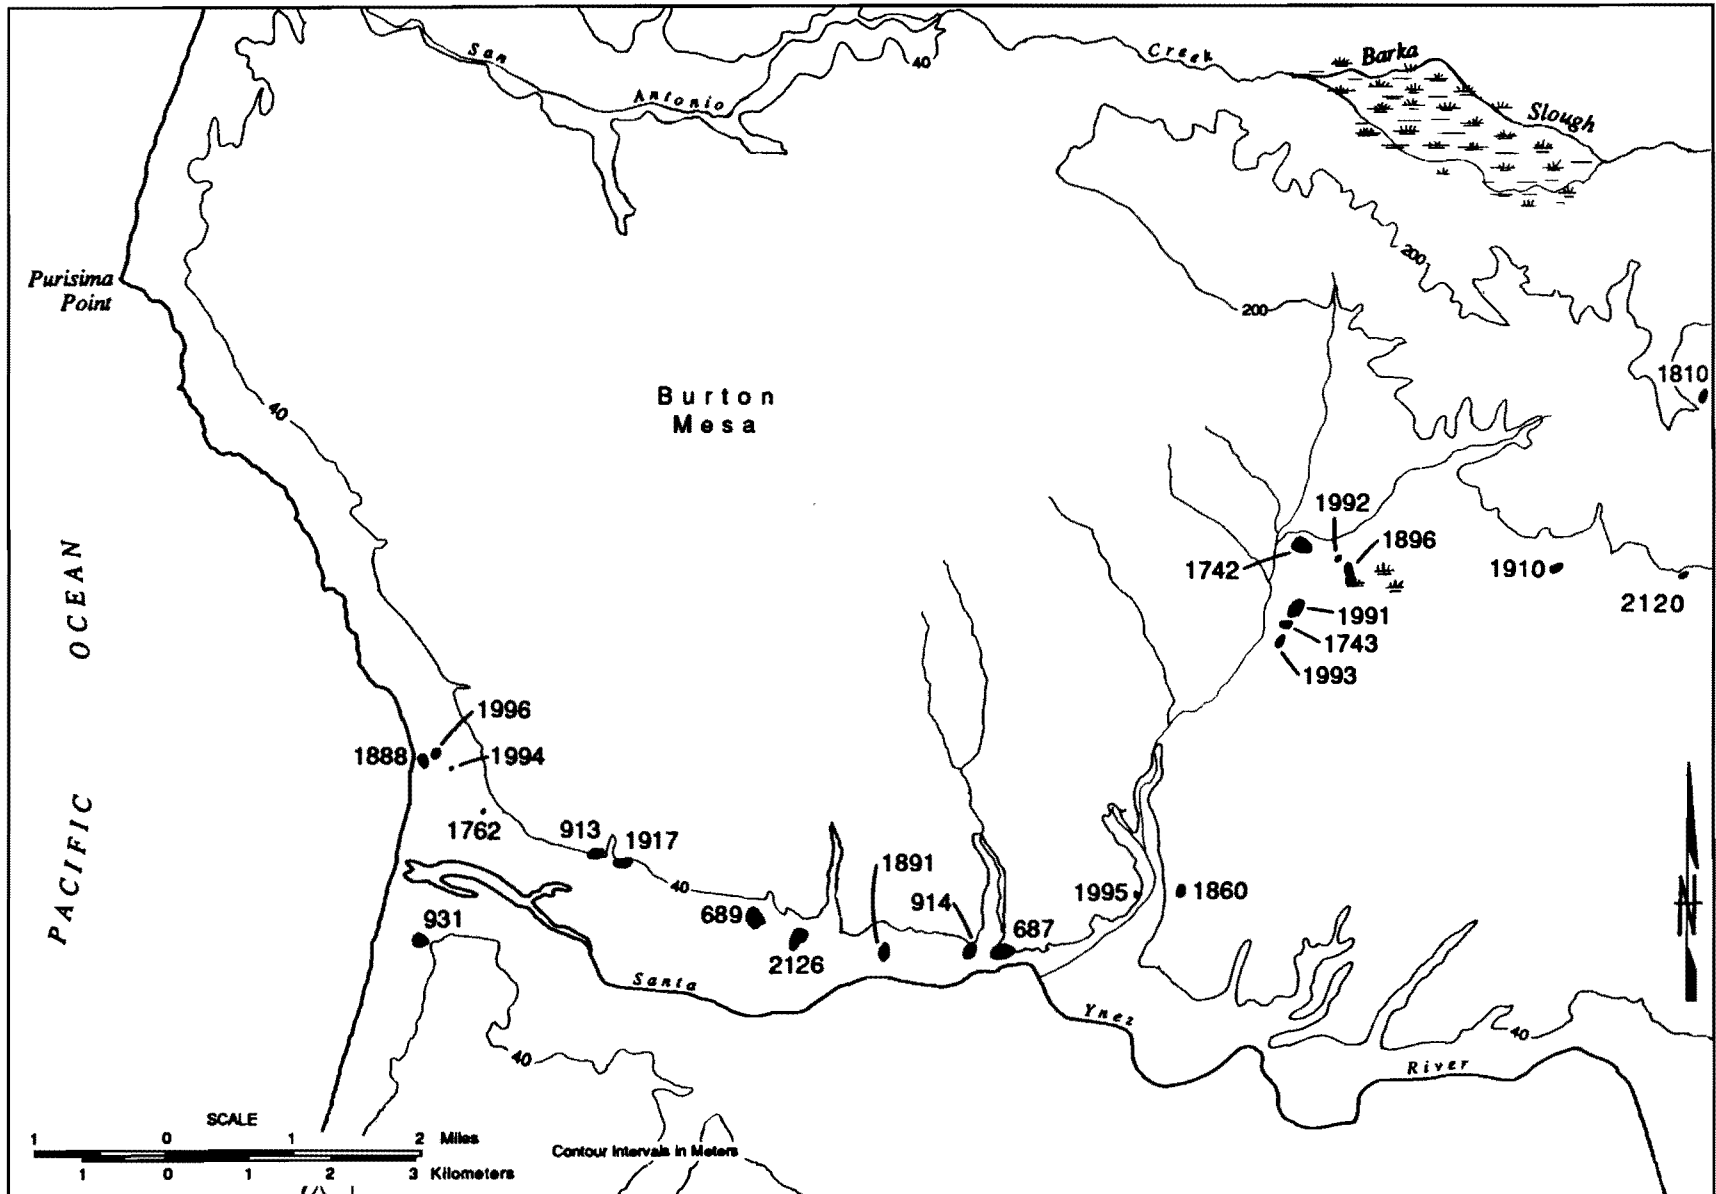 San
Antonio
40
Creek
Barka
Slough
Purisima
Point
200
200
1810
40
Burton
Mesa
1992
1896
1742
1910
2120
1991
1743
1993
PACIFIC OCEAN
1996
1888
1994
1762
913
1917
40
1891
689
914
1995
1860
931
687
2126
N
Santa
Ynez
40
40
River
SCALE
1 0 1 2 Miles
1 0 1 2 3 Kilometers
Contour Intervals in Meters